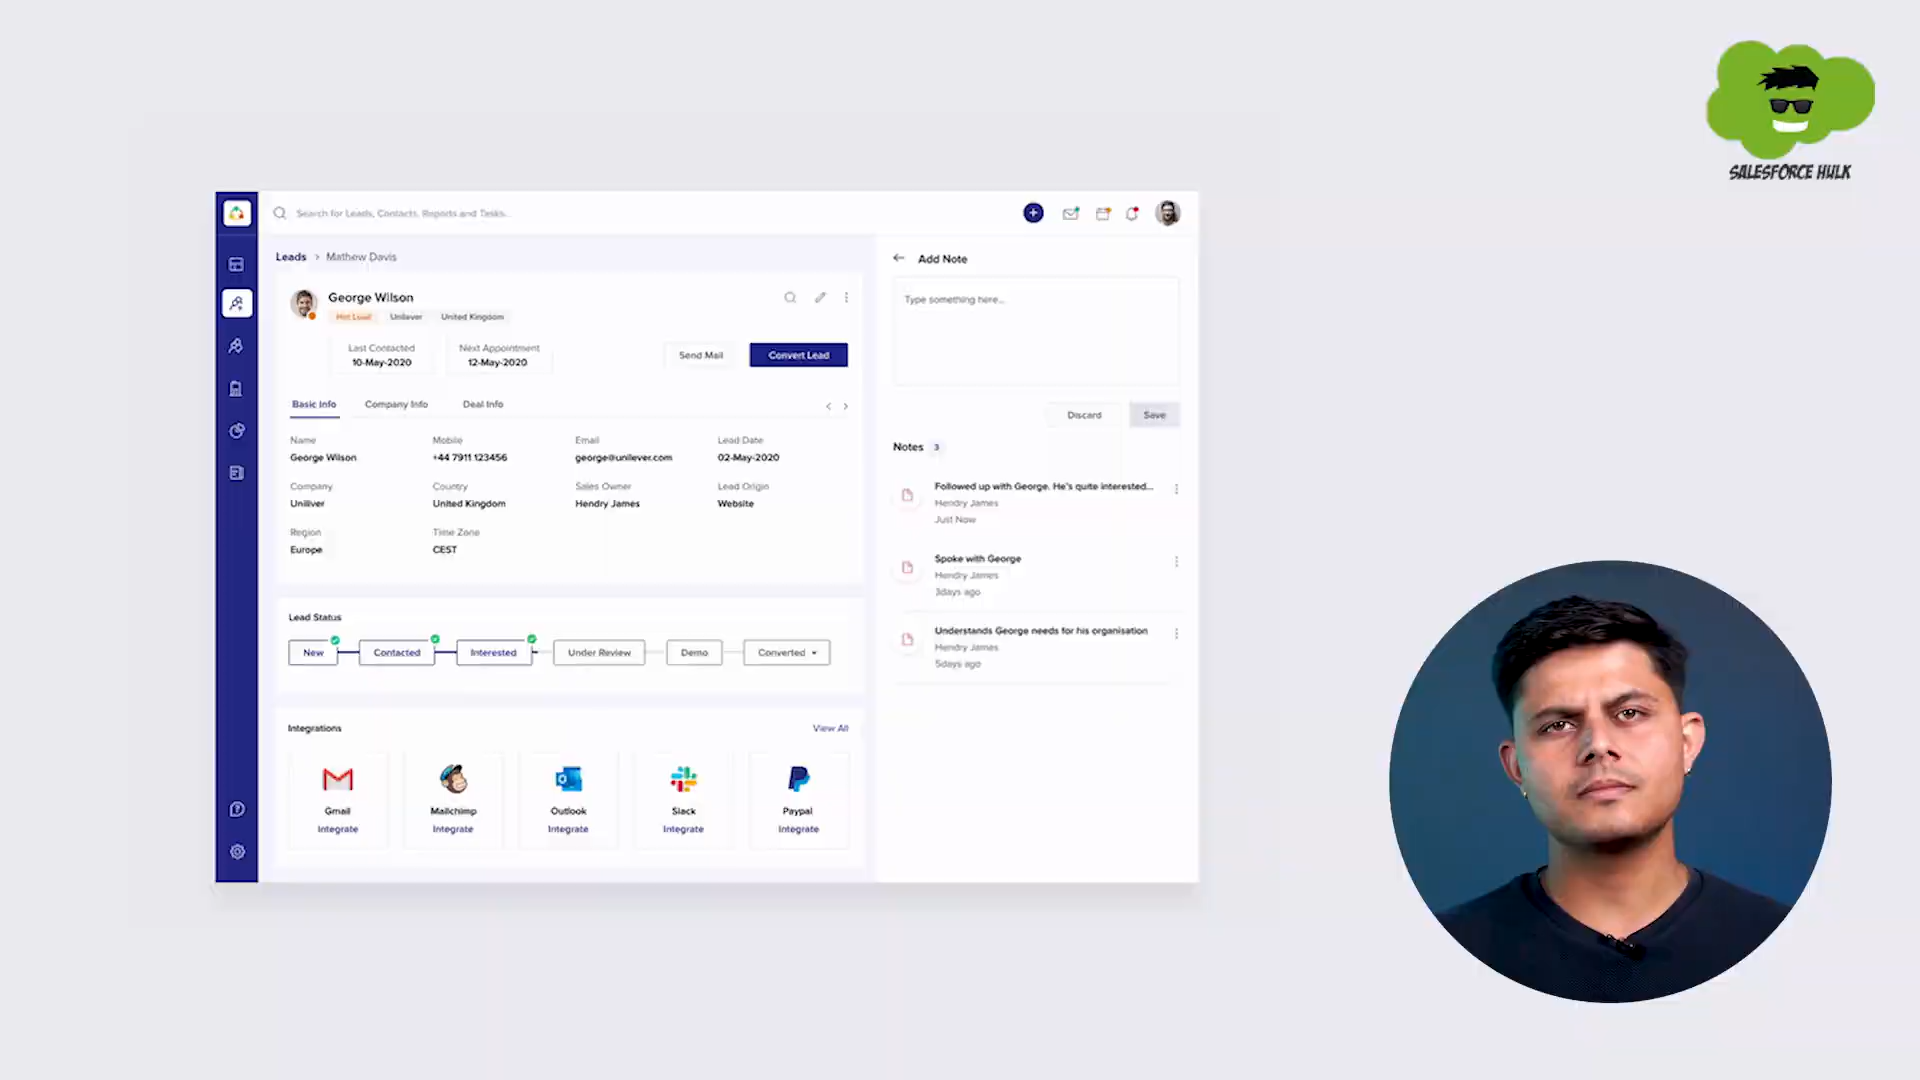 SALESFORCE HULK
Search for Leads, Contacts, Reports and Tasks..
Leads > Mathew Davis
George Wilson
Hot Lead Unilever United Kingdom
Last Contacted
10-May-2020
Next Appointment
12-May-2020
Send Mail
Convert Lead
Basic Info Company Info Deal Info
Name
George Wilson
Mobile
+44 7911 123456
Email
george@unilever.com
Lead Date
02-May-2020
Company
Uniliver
Country
United Kingdom
Sales Owner
Hendry James
Lead Origin
Website
Region
Europe
Time Zone
CEST
Lead Status
New Contacted Interested Under Review Demo Converted
Integrations View All
Gmail
Integrate
Mailchimp
Integrate
Outlook
Integrate
Slack
Integrate
Paypal
Integrate
Add Note
Type something here...
Discard Save
Notes 3
Followed up with George. He's quite interested...
Hendry James
Just Now
Spoke with George
Hendry James
3days ago
Understands George needs for his organisation
Hendry James
5days ago